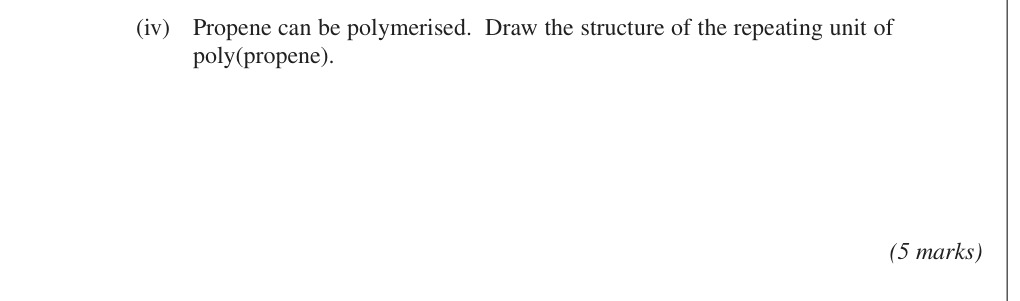 (iv) Propene can be polymerised. Draw the structure of the repeating unit of
poly(propene).
(5 marks)